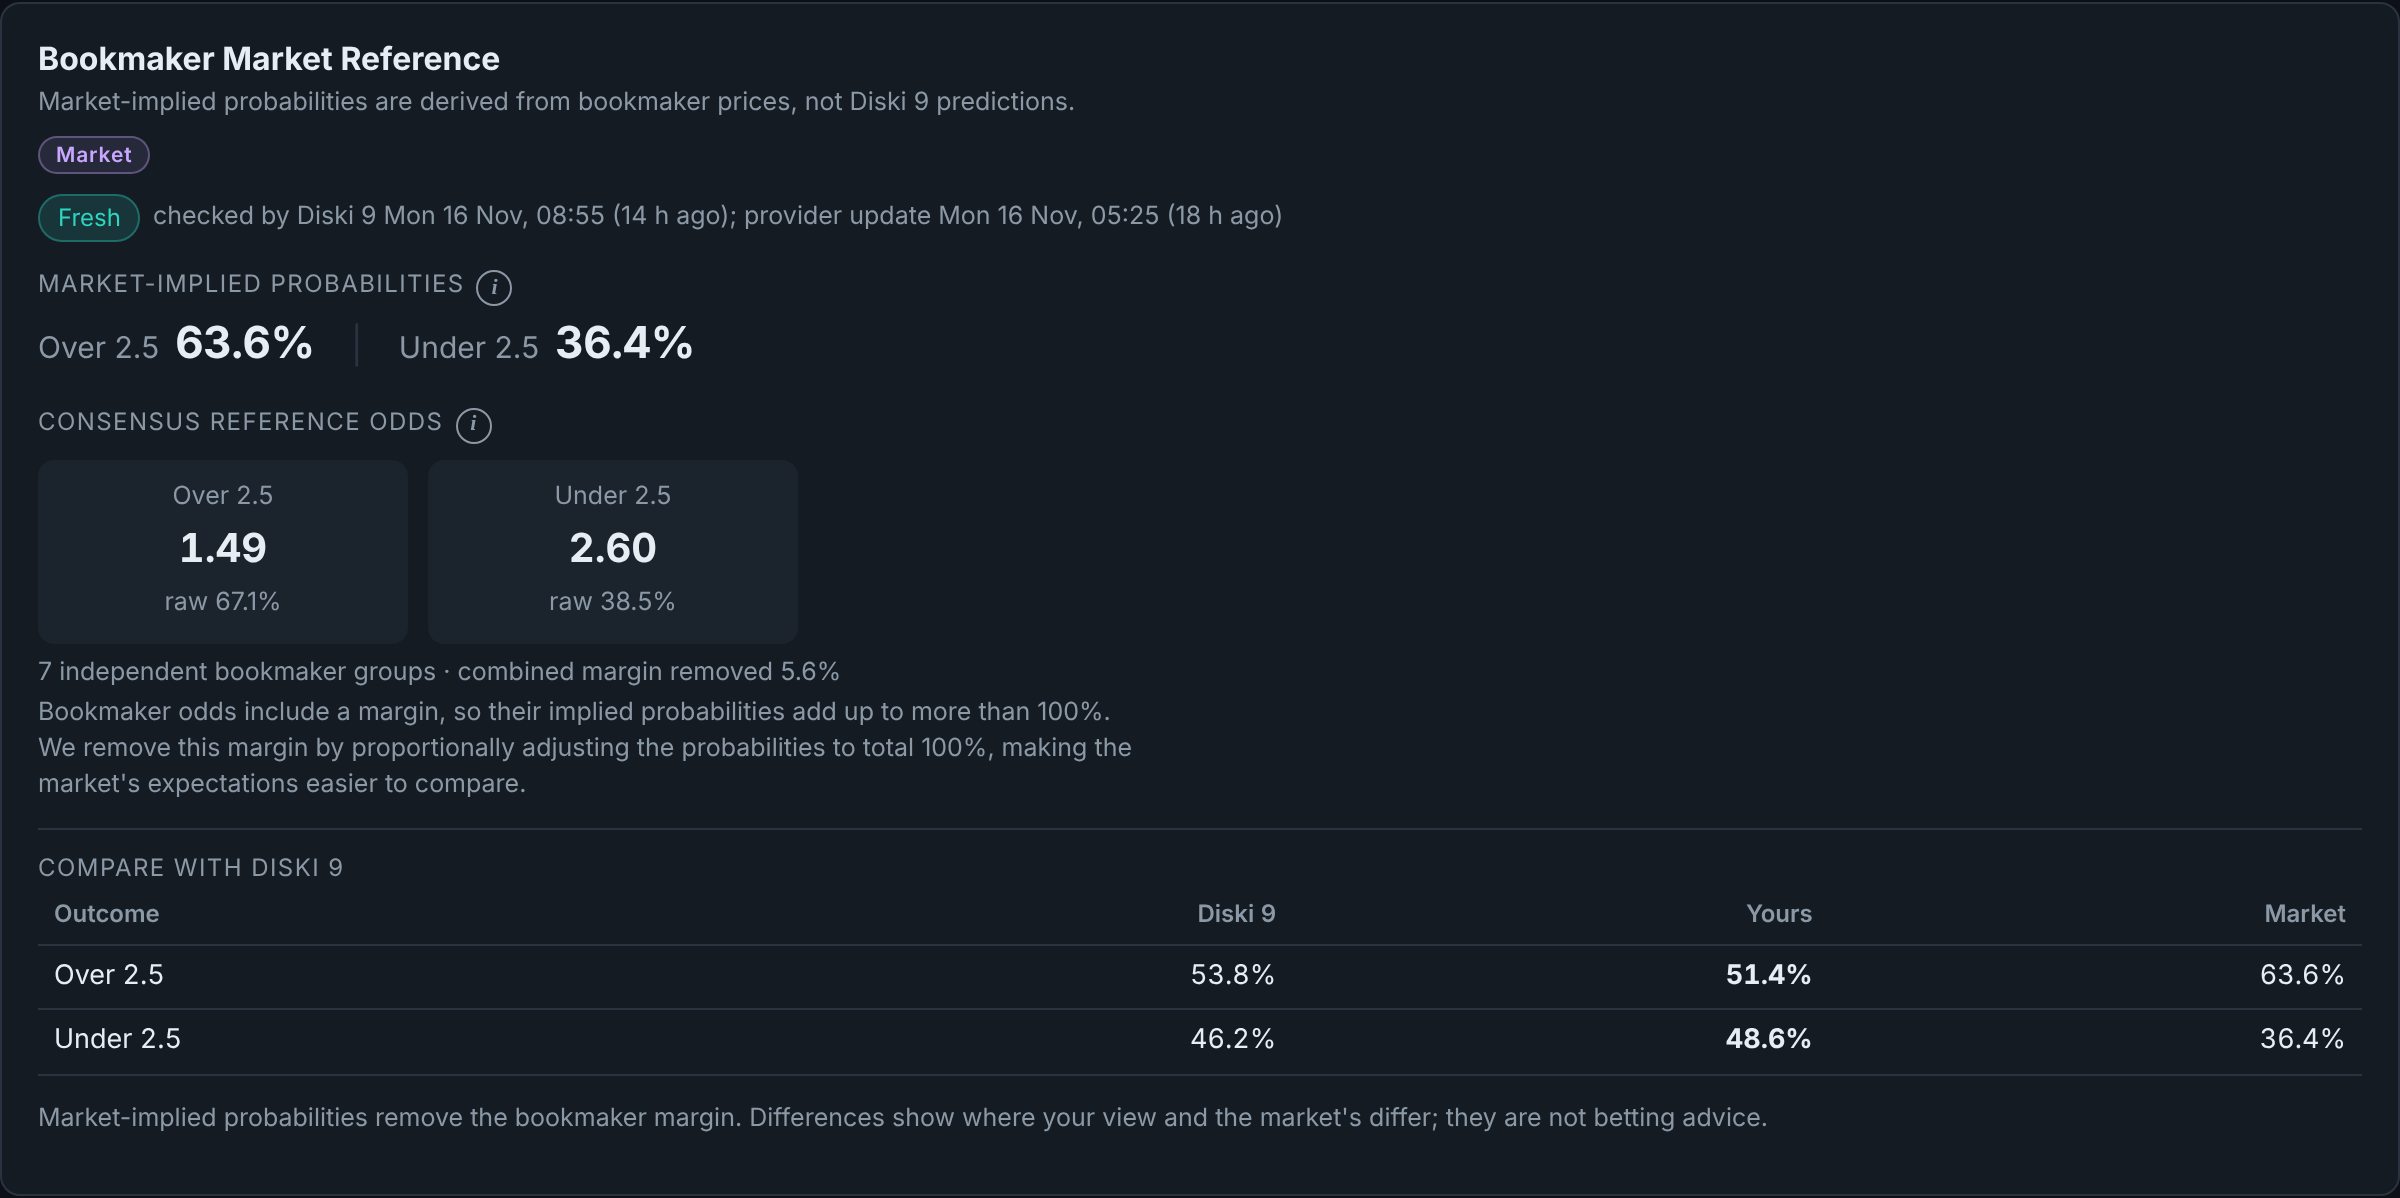 Bookmaker Market Reference
Market-implied probabilities are derived from bookmaker prices, not Diski 9 predictions.
Market
Fresh checked by Diski 9 Mon 16 Nov, 08:55 (14 h ago); provider update Mon 16 Nov, 05:25 (18 h ago)
MARKET-IMPLIED PROBABILITIES i
Over 2.5 63.6% Under 2.5 36.4%
CONSENSUS REFERENCE ODDS i
Over 2.5 Under 2.5
1.49 2.60
raw 67.1% raw 38.5%
7 independent bookmaker groups · combined margin removed 5.6%
Bookmaker odds include a margin, so their implied probabilities add up to more than 100%.
We remove this margin by proportionally adjusting the probabilities to total 100%, making the
market's expectations easier to compare.
COMPARE WITH DISKI 9
Outcome Diski 9 Yours Market
Over 2.5 53.8% 51.4% 63.6%
Under 2.5 46.2% 48.6% 36.4%
Market-implied probabilities remove the bookmaker margin. Differences show where your view and the market's differ; they are not betting advice.